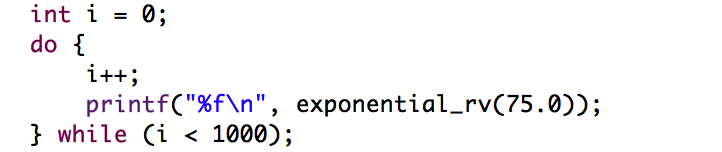 int i = 0;
do {
    i++;
    printf("%f\n", exponential_rv(75.0));
} while (i < 1000);